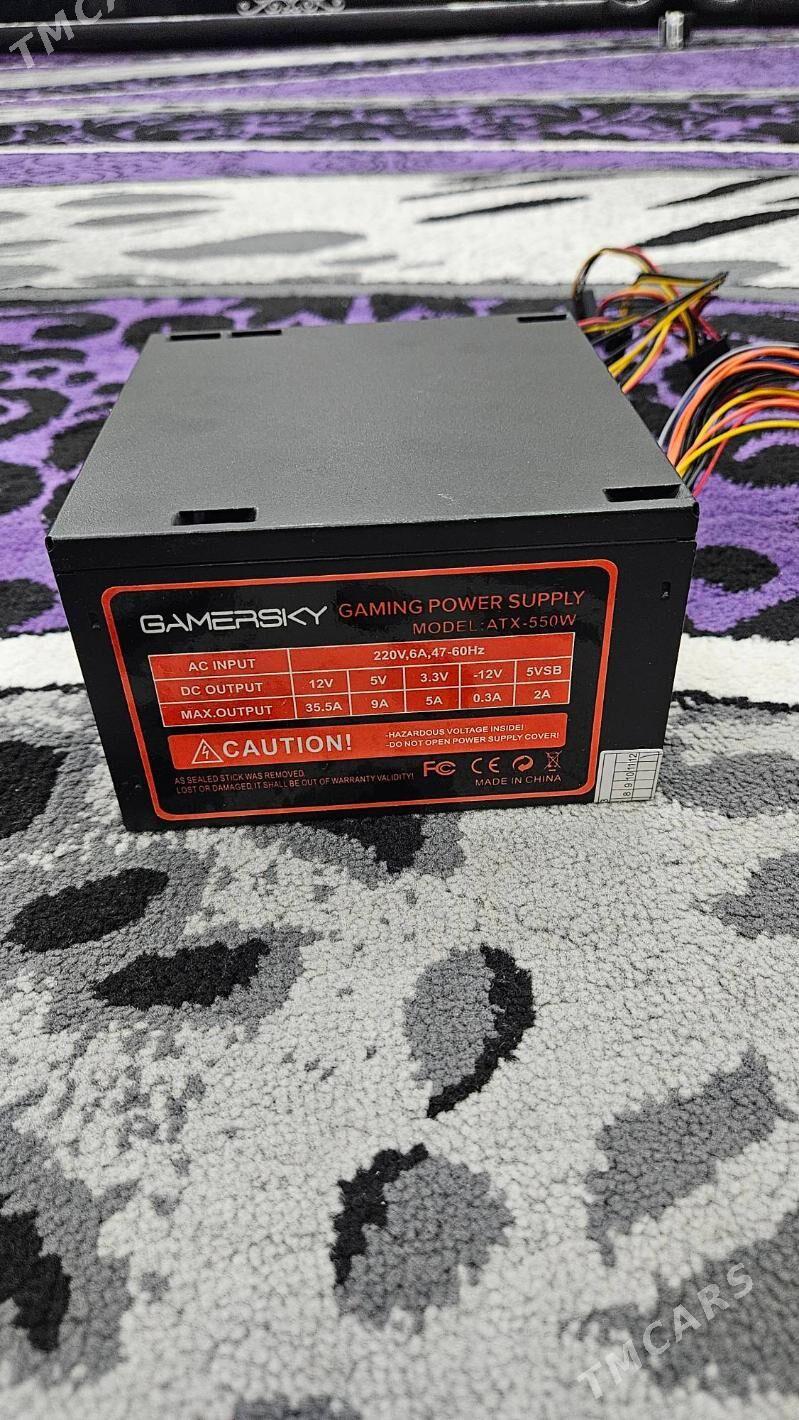 TMCA
GAMERSKY GAMING POWER SUPPLY
MODEL:ATX-550W
AC INPUT 220V,6A,47-60Hz
DC OUTPUT 12V 5V 3.3V -12V 5VSB
MAX.OUTPUT 35.5A 9A 5A 0.3A 2A
CAUTION!
-HAZARDOUS VOLTAGE INSIDE!
-DO NOT OPEN POWER SUPPLY COVER!
AS SEALED STICK WAS REMOVED.
LOST OR DAMAGED,IT SHALL BE OUT OF WARRANTY VALIDITY!
FC CE
MADE IN CHINA
8 9 10 11 12
TMCARS